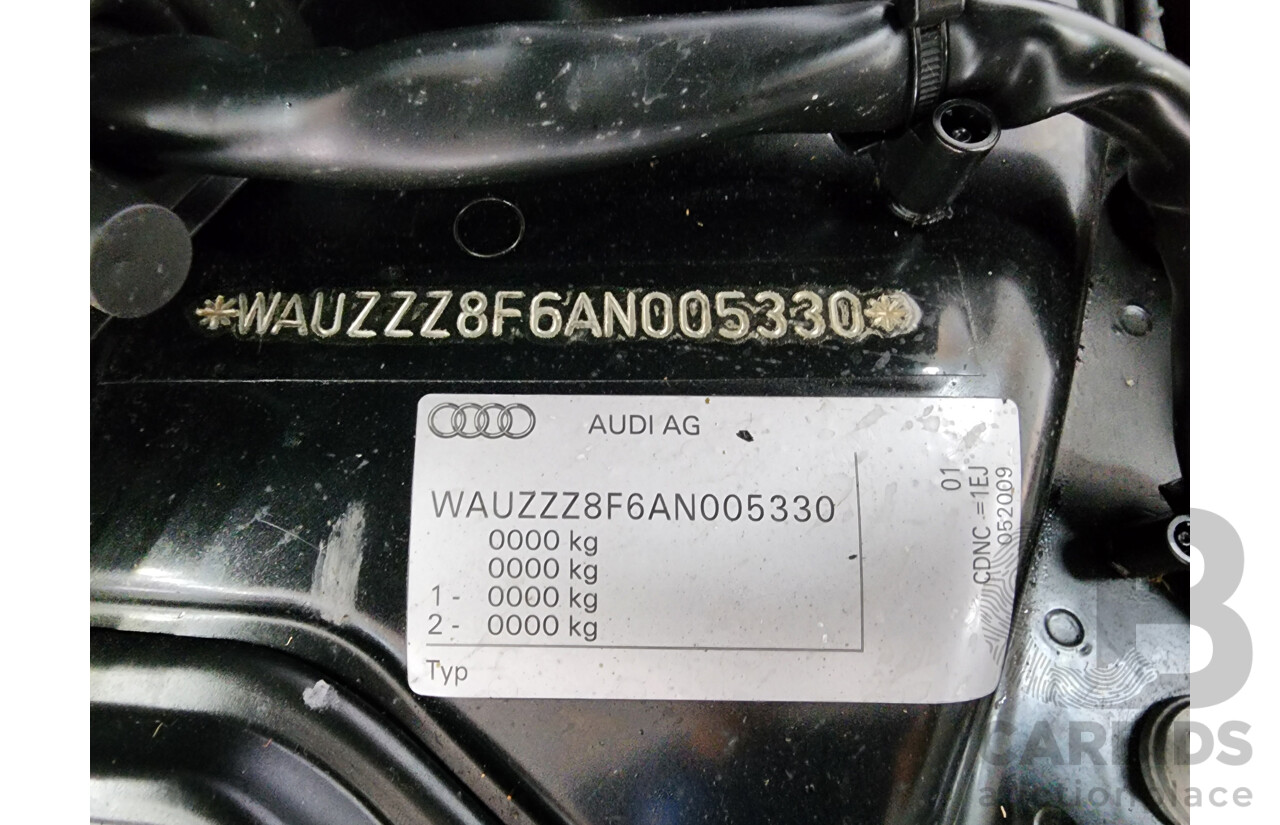 *WAUZZZ8F6AN005330*
AUDI AG
WAUZZZ8F6AN005330
0000 kg
0000 kg
1 - 0000 kg
2 - 0000 kg
Typ
01
CDNC =1EJ
052009
B
CARBIDS
auction place